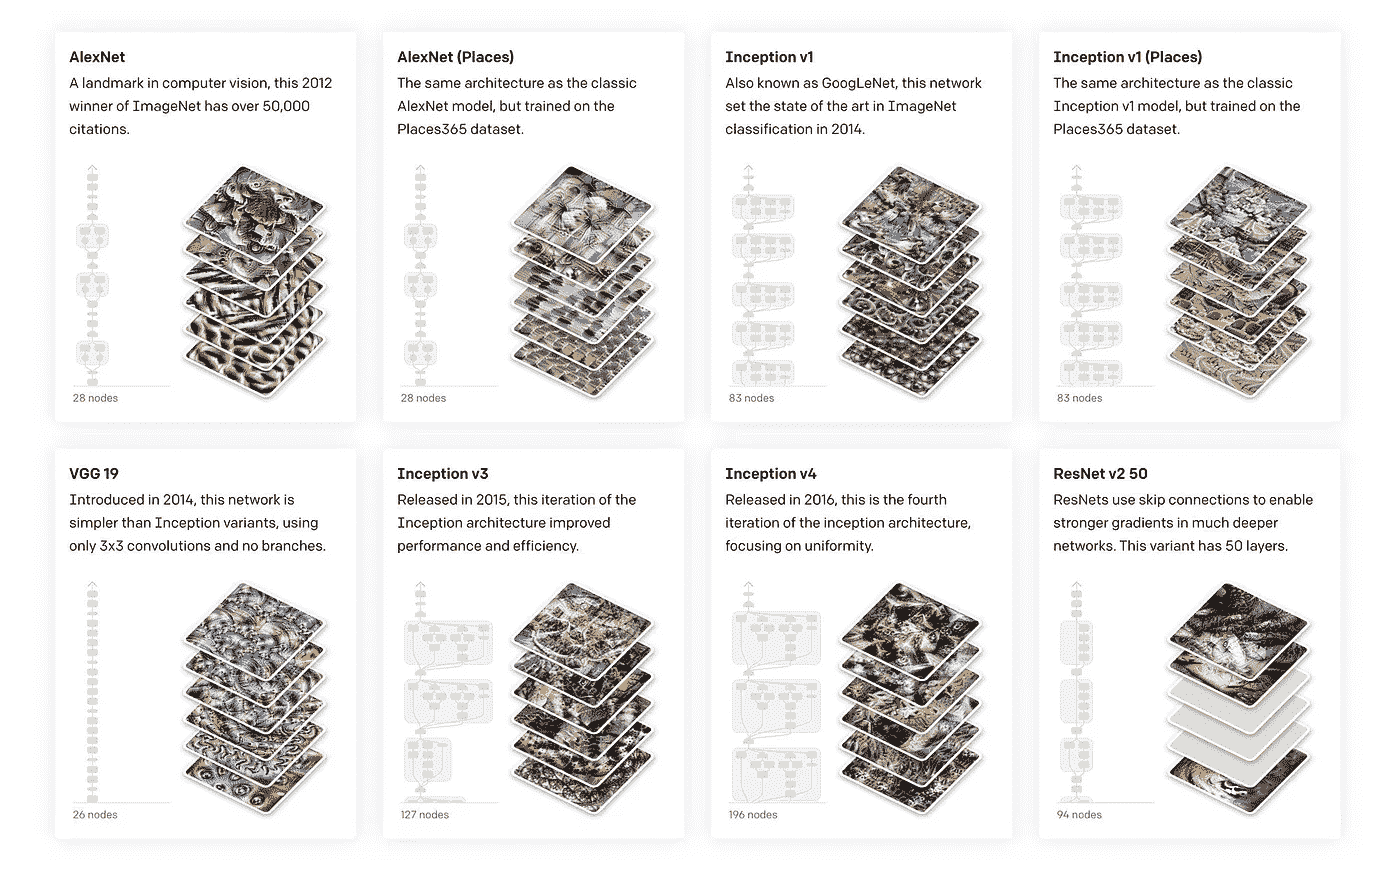 AlexNet
A landmark in computer vision, this 2012
winner of ImageNet has over 50,000
citations.
28 nodes
AlexNet (Places)
The same architecture as the classic
AlexNet model, but trained on the
Places365 dataset.
28 nodes
Inception v1
Also known as GoogLeNet, this network
set the state of the art in ImageNet
classification in 2014.
83 nodes
Inception v1 (Places)
The same architecture as the classic
Inception v1 model, but trained on the
Places365 dataset.
83 nodes
VGG 19
Introduced in 2014, this network is
simpler than Inception variants, using
only 3x3 convolutions and no branches.
26 nodes
Inception v3
Released in 2015, this iteration of the
Inception architecture improved
performance and efficiency.
127 nodes
Inception v4
Released in 2016, this is the fourth
iteration of the inception architecture,
focusing on uniformity.
196 nodes
ResNet v2 50
ResNets use skip connections to enable
stronger gradients in much deeper
networks. This variant has 50 layers.
94 nodes